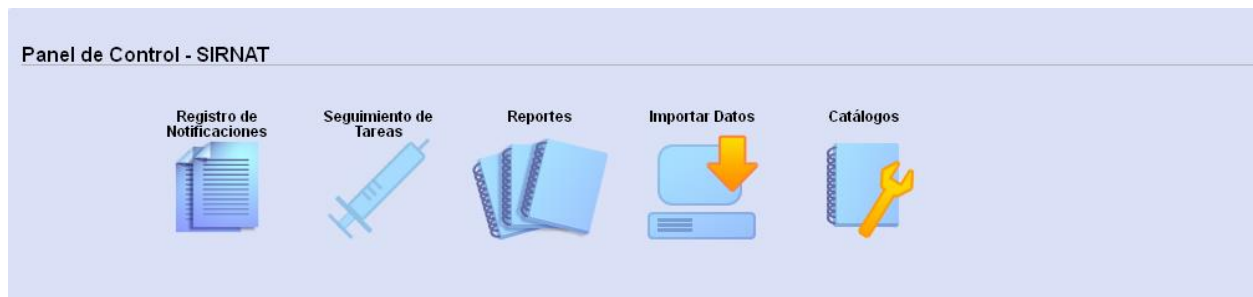 Panel de Control - SIRNAT
Registro de
Notificaciones
Seguimiento de
Tareas
Reportes
Importar Datos
Catálogos